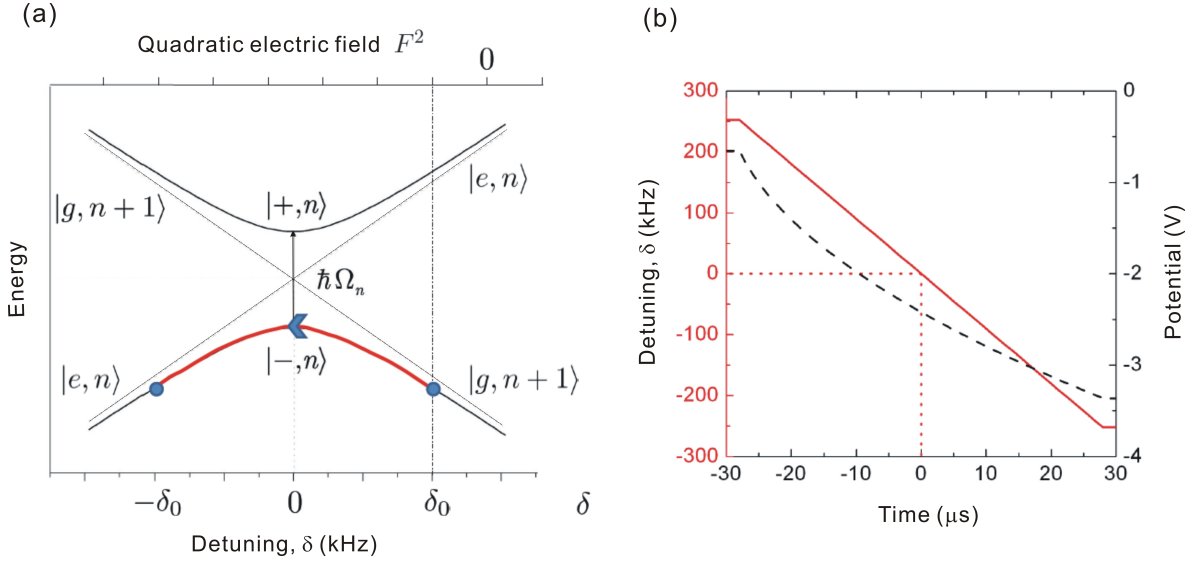 (a)
Quadratic electric field F²
0
|g, n + 1⟩
|+, n⟩
|e, n⟩
ħΩₙ
|−, n⟩
|e, n⟩
|g, n + 1⟩
Energy
−δ₀
0
δ₀
δ
Detuning, δ (kHz)
(b)
300
200
100
0
-100
-200
-300
Detuning, δ (kHz)
0
-1
-2
-3
-4
Potential (V)
-30
-20
-10
0
10
20
30
Time (μs)